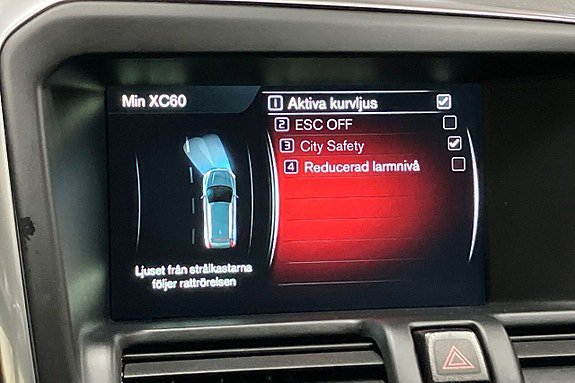 Min XC60
1 Aktiva kurvljus
2 ESC OFF
3 City Safety
4 Reducerad larmnivå
Ljuset från strålkastarna
följer rattrörelsen